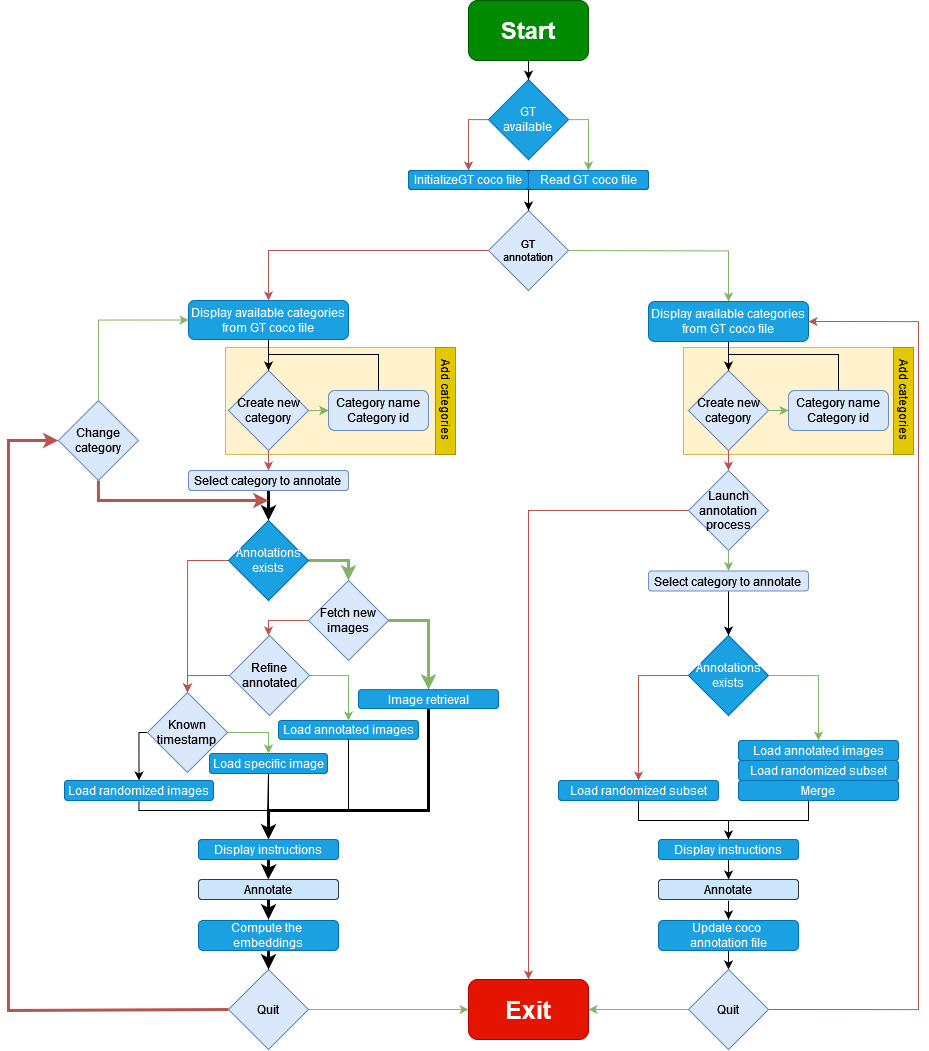 Start
GT
available
InitializeGT coco file
Read GT coco file
GT
annotation
Display available categories
from GT coco file
Create new
category
Category name
Category id
Add categories
Change
category
Select category to annotate
Annotations
exists
Fetch new
images
Refine
annotated
Image retrieval
Known
timestamp
Load annotated images
Load specific image
Load randomized images
Display instructions
Annotate
Compute the
embeddings
Quit
Display available categories
from GT coco file
Create new
category
Category name
Category id
Add categories
Launch
annotation
process
Select category to annotate
Annotations
exists
Load annotated images
Load randomized subset
Merge
Load randomized subset
Display instructions
Annotate
Update coco
annotation file
Quit
Exit